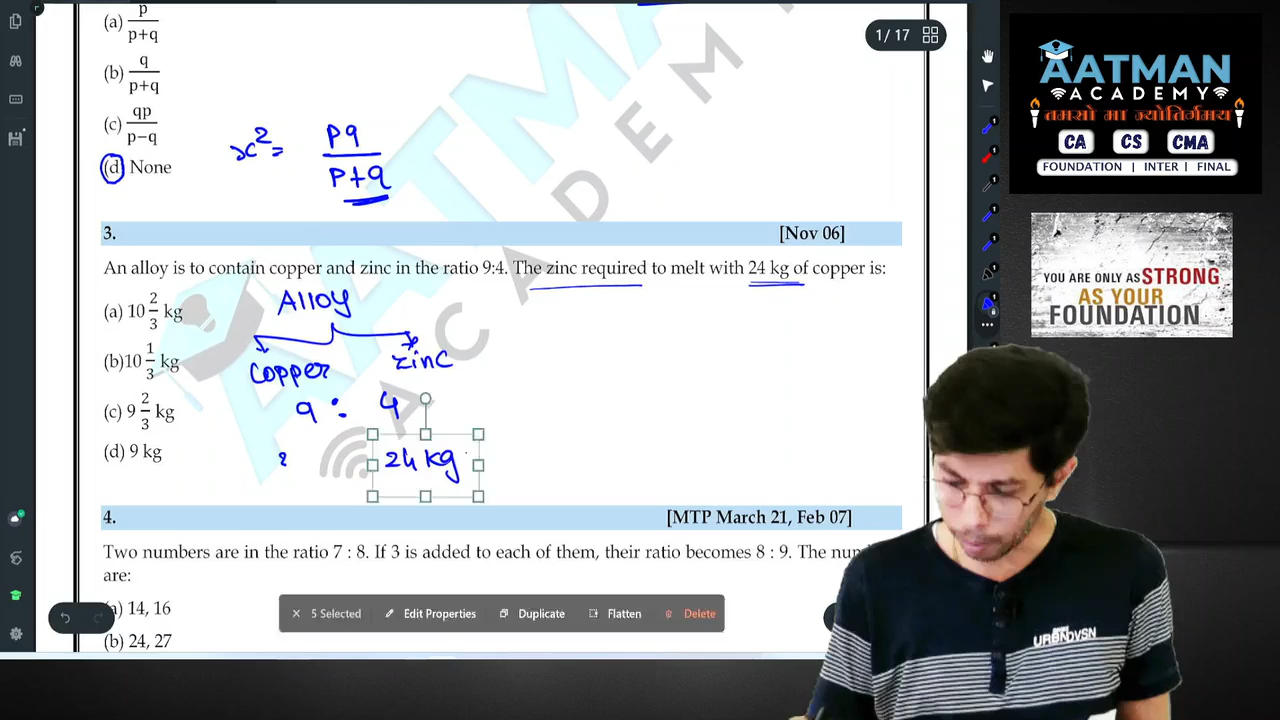 (a) p/p+q
(b) q/p+q
(c) qp/p−q
(d) None
x² = pq/p+q
3. [Nov 06]
An alloy is to contain copper and zinc in the ratio 9:4. The zinc required to melt with 24 kg of copper is:
(a) 10 2/3 kg
(b)10 1/3 kg
(c) 9 2/3 kg
(d) 9 kg
Alloy
Copper zinc
9 : 4
24 kg
4. [MTP March 21, Feb 07]
Two numbers are in the ratio 7 : 8. If 3 is added to each of them, their ratio becomes 8 : 9. The
are:
(a) 14, 16
(b) 24, 27
1 / 17
× 5 Selected Edit Properties Duplicate Flatten Delete
AATMAN
ACADEMY
तमसो मा ज्योतिर्गमय
CA CS CMA
FOUNDATION | INTER | FINAL
YOU ARE ONLY AS STRONG
AS YOUR
FOUNDATION
URBNDVSN
AATMAN
ACADEM